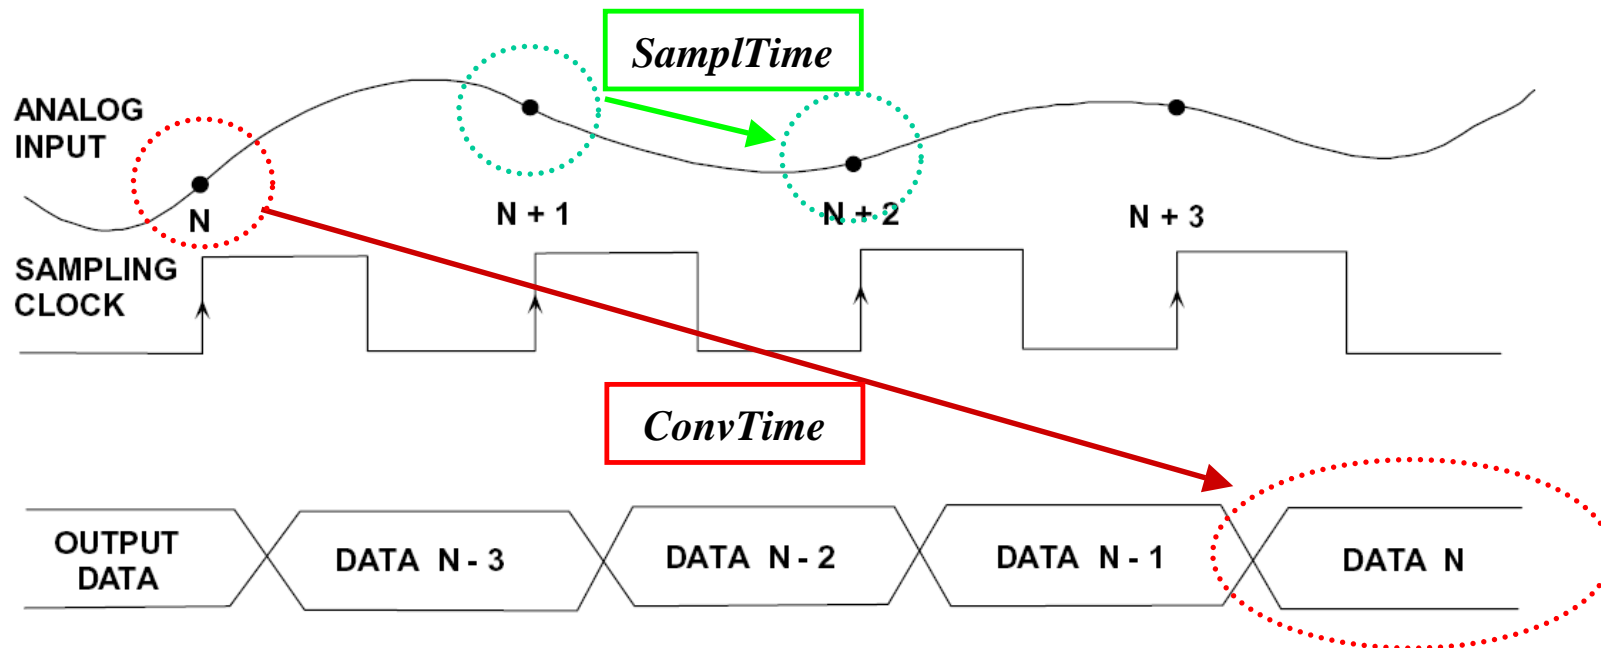 SamplTime
ANALOG
INPUT
N
N + 1
N + 2
N + 3
SAMPLING
CLOCK
ConvTime
OUTPUT
DATA
DATA N - 3
DATA N - 2
DATA N - 1
DATA N